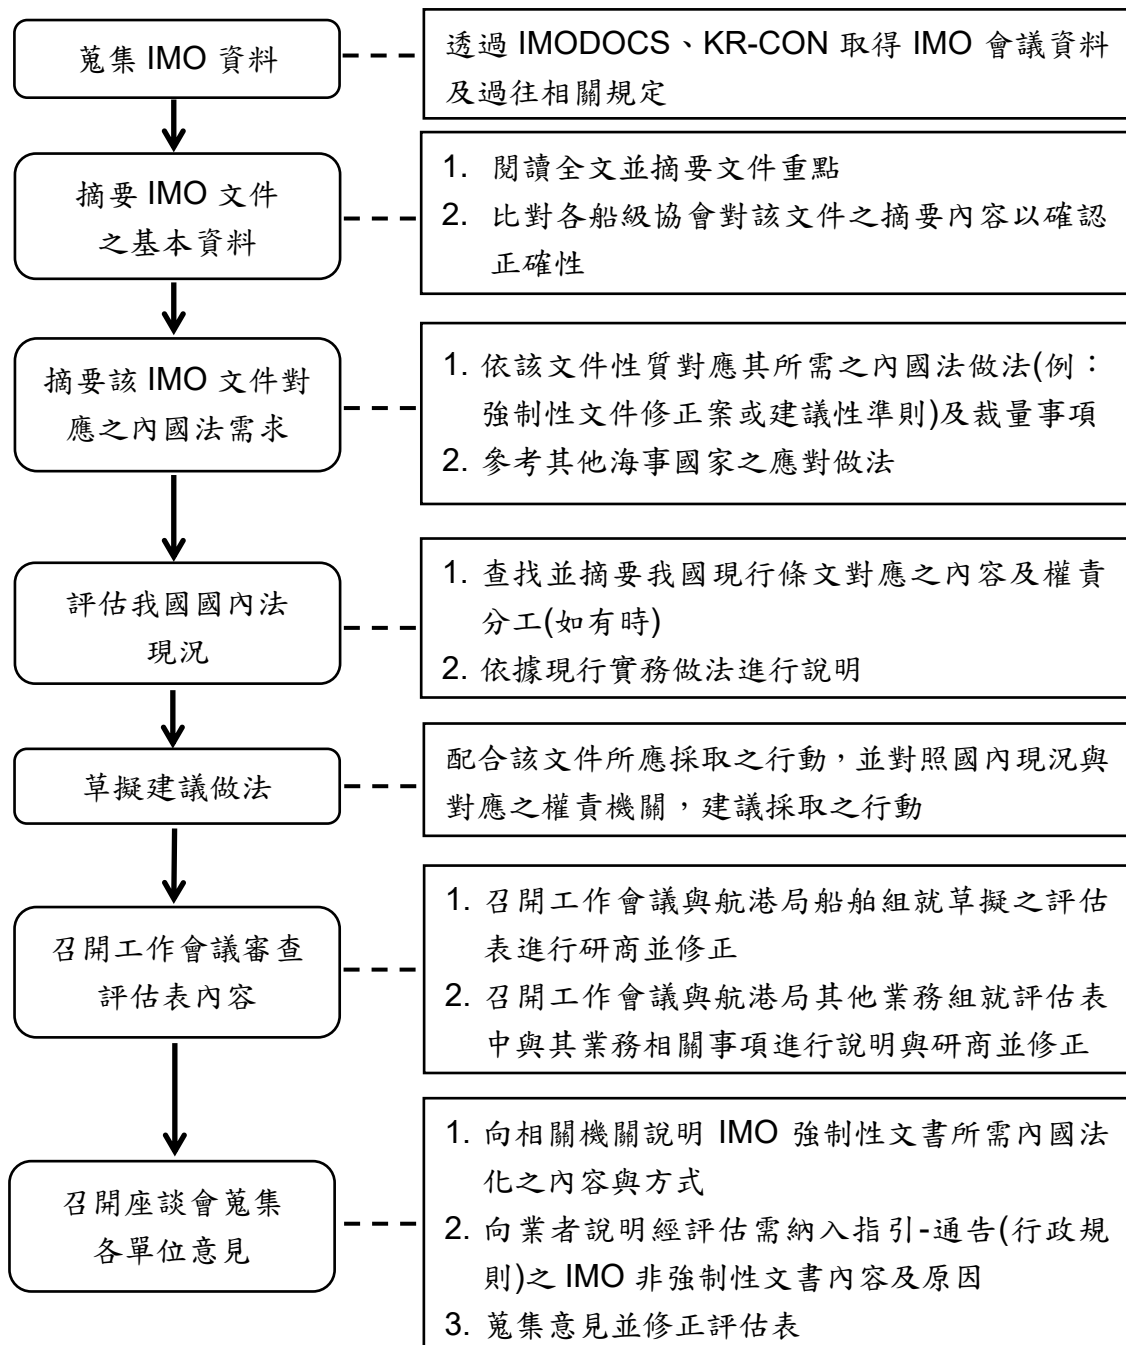 蒐集 IMO 資料
透過 IMODOCS、KR-CON 取得 IMO 會議資料
及過往相關規定
摘要 IMO 文件
之基本資料
1. 閱讀全文並摘要文件重點
2. 比對各船級協會對該文件之摘要內容以確認
正確性
摘要該 IMO 文件對
應之內國法需求
1. 依該文件性質對應其所需之內國法做法(例：
強制性文件修正案或建議性準則)及裁量事項
2. 參考其他海事國家之應對做法
評估我國國內法
現況
1. 查找並摘要我國現行條文對應之內容及權責
分工(如有時)
2. 依據現行實務做法進行說明
草擬建議做法
配合該文件所應採取之行動，並對照國內現況與
對應之權責機關，建議採取之行動
召開工作會議審查
評估表內容
1. 召開工作會議與航港局船舶組就草擬之評估
表進行研商並修正
2. 召開工作會議與航港局其他業務組就評估表
中與其業務相關事項進行說明與研商並修正
召開座談會蒐集
各單位意見
1. 向相關機關說明 IMO 強制性文書所需內國法
化之內容與方式
2. 向業者說明經評估需納入指引-通告(行政規
則)之 IMO 非強制性文書內容及原因
3. 蒐集意見並修正評估表